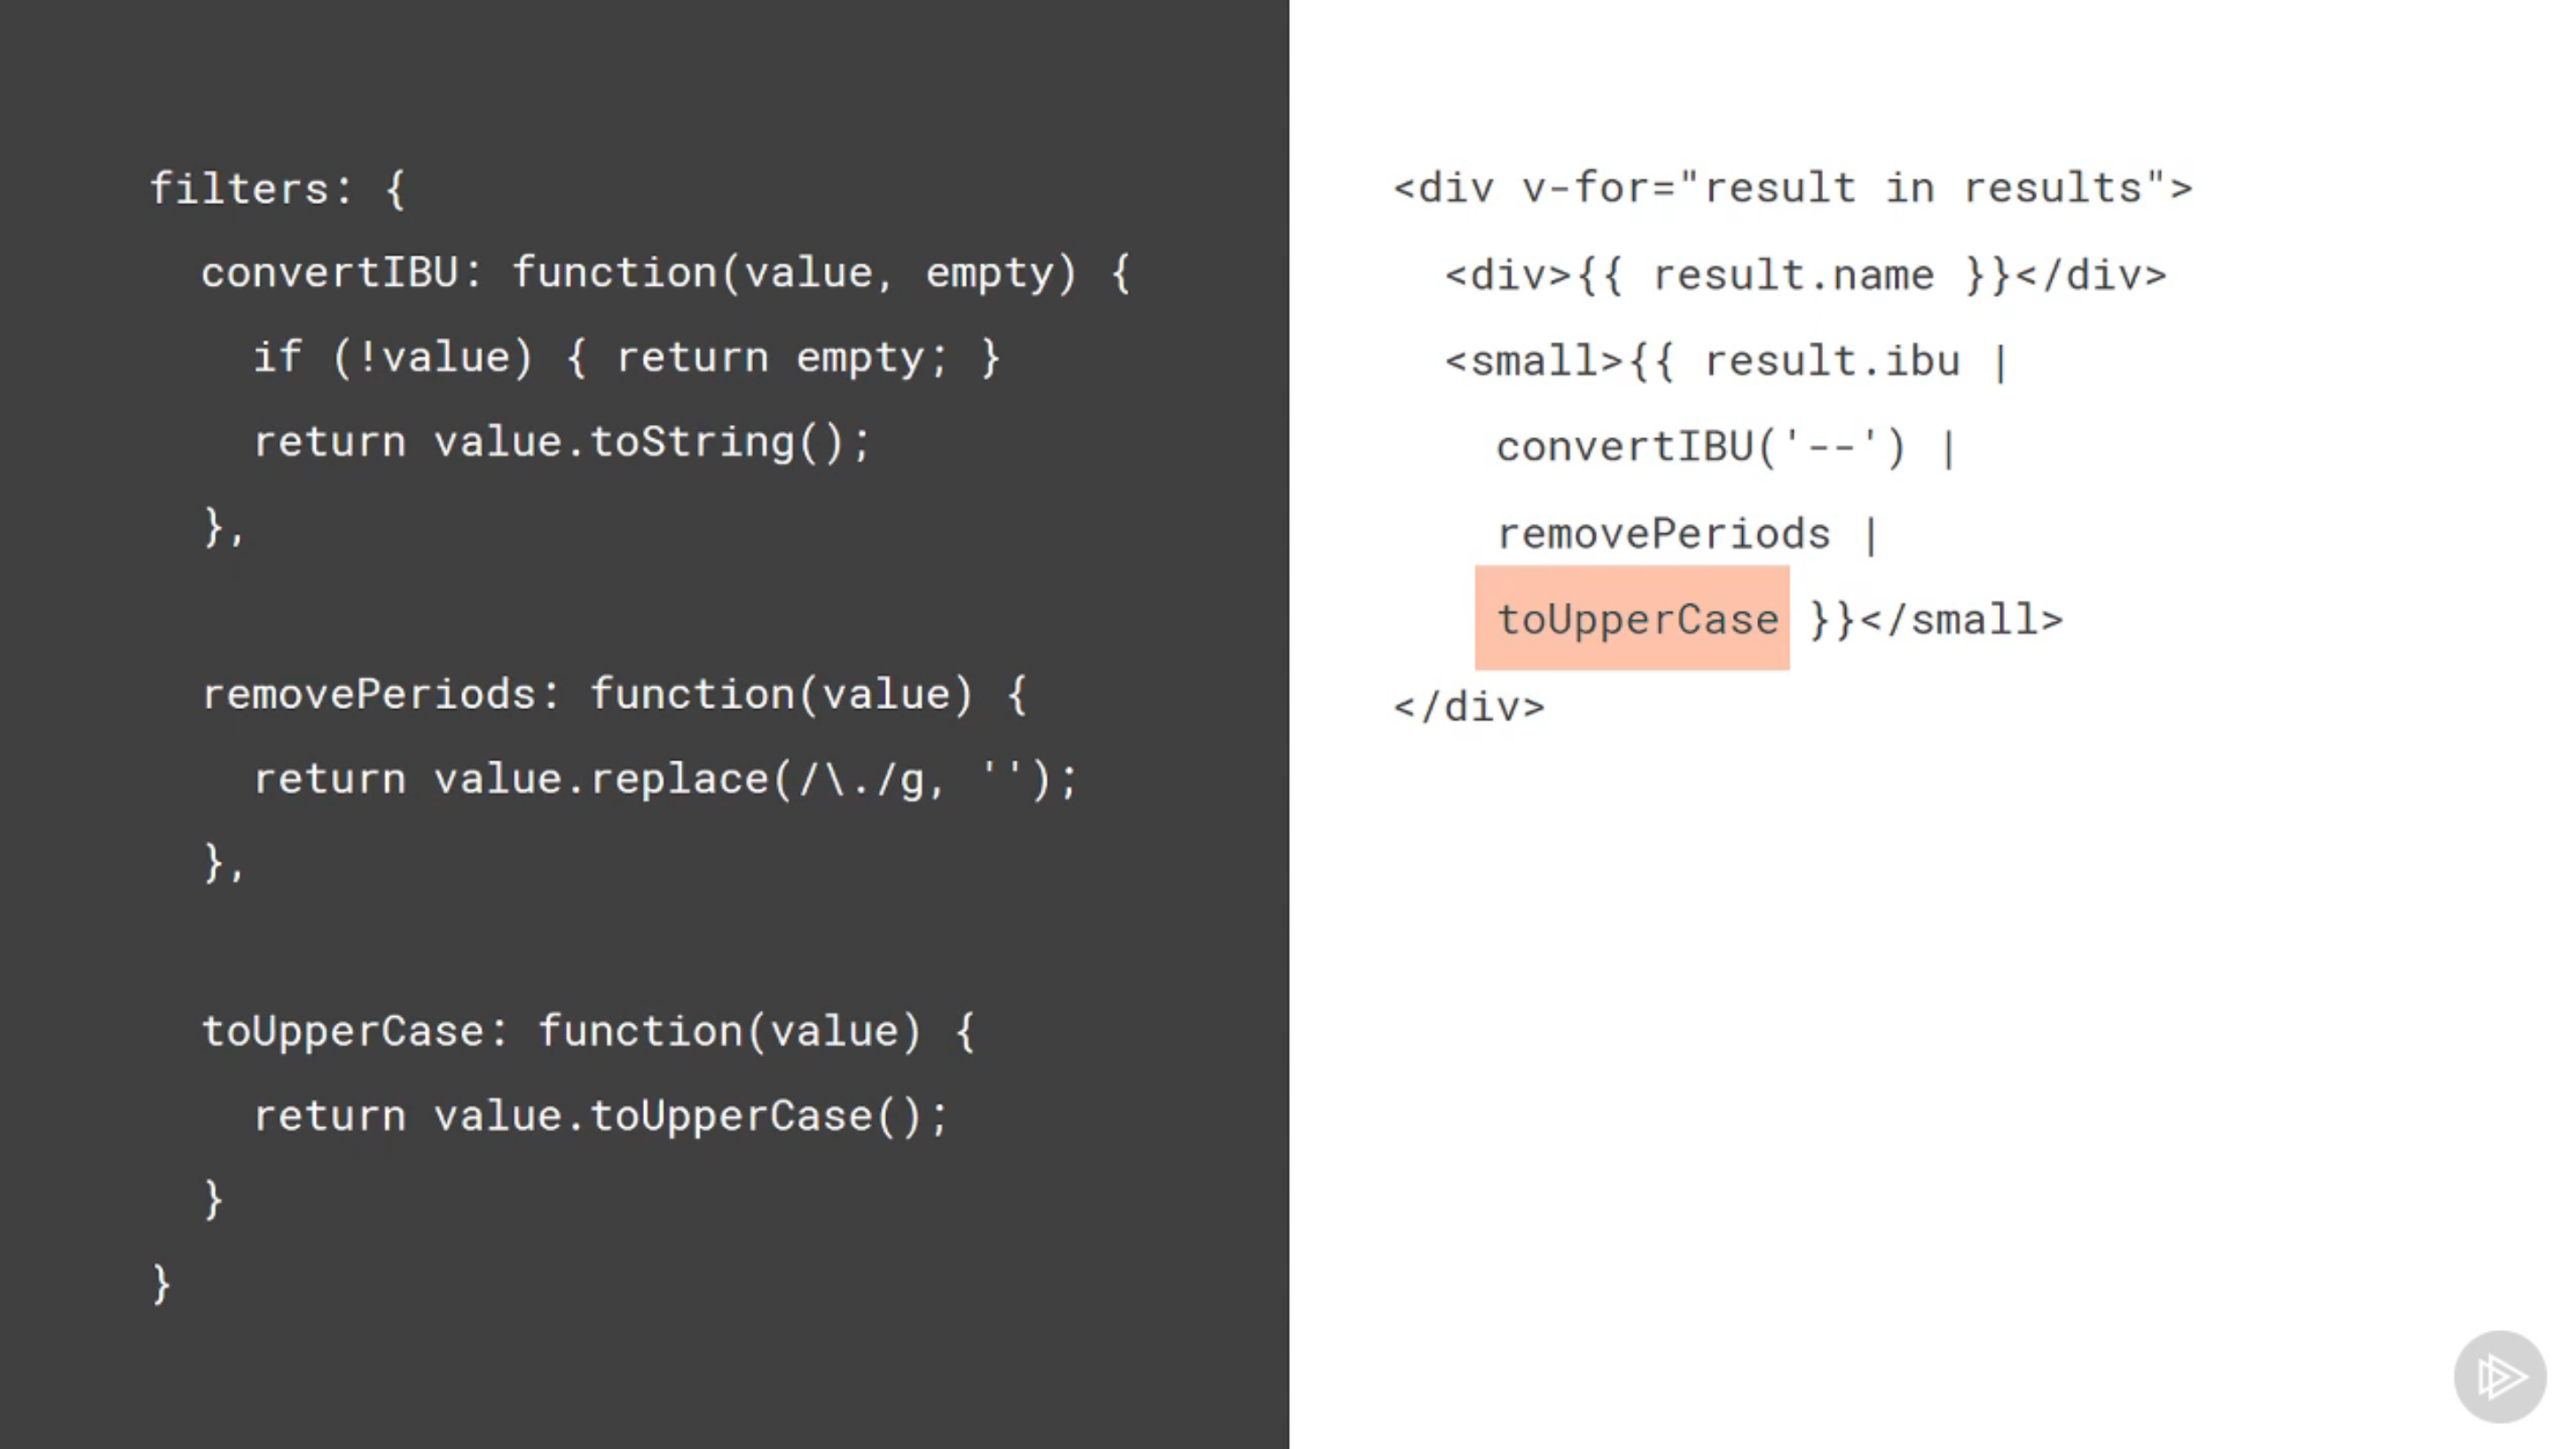 filters: {
convertIBU: function(value, empty) {
if (!value) { return empty; }
return value.toString();
},
removePeriods: function(value) {
return value.replace(/\./g, '');
},
toUpperCase: function(value) {
return value.toUpperCase();
}
}
<div v-for="result in results">
<div>{{ result.name }}</div>
<small>{{ result.ibu |
convertIBU('--') |
removePeriods |
toUpperCase }}</small>
</div>